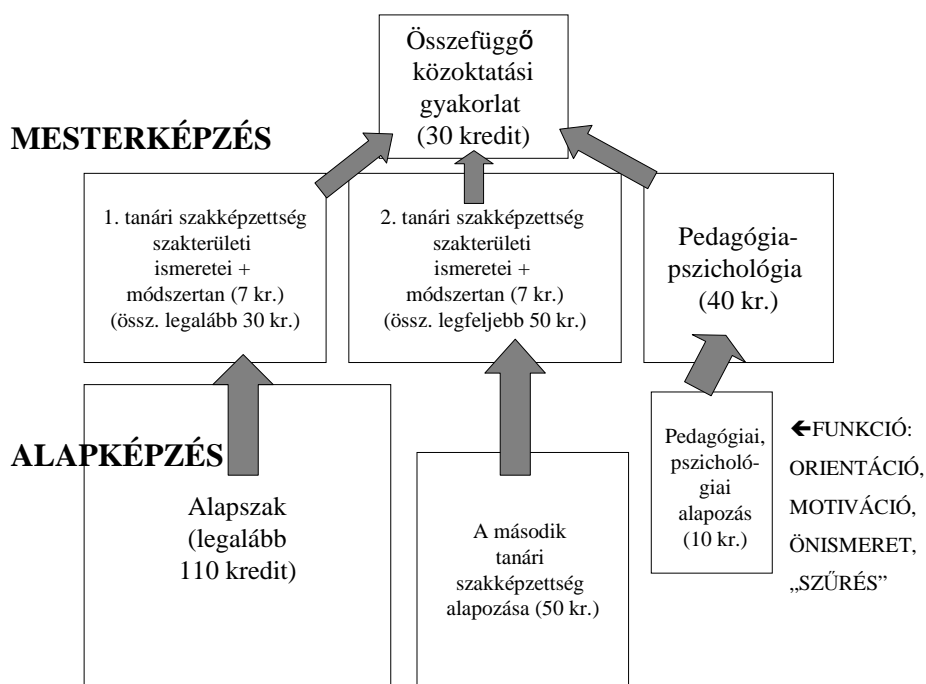 Összefüggő
közoktatási
gyakorlat
(30 kredit)
MESTERKÉPZÉS
1. tanári szakképzettség
szakterületi
ismeretei +
módszertan (7 kr.)
(össz. legalább 30 kr.)
2. tanári szakképzettség
szakterületi
ismeretei +
módszertan (7 kr.)
(össz. legfeljebb 50 kr.)
Pedagógia-
pszichológia
(40 kr.)
ALAPKÉPZÉS
Alapszak
(legalább
110 kredit)
A második
tanári
szakképzettség
alapozása (50 kr.)
Pedagógiai,
pszicholó-
giai
alapozás
(10 kr.)
←FUNKCIÓ:
ORIENTÁCIÓ,
MOTIVÁCIÓ,
ÖNISMERET,
„SZŰRÉS”